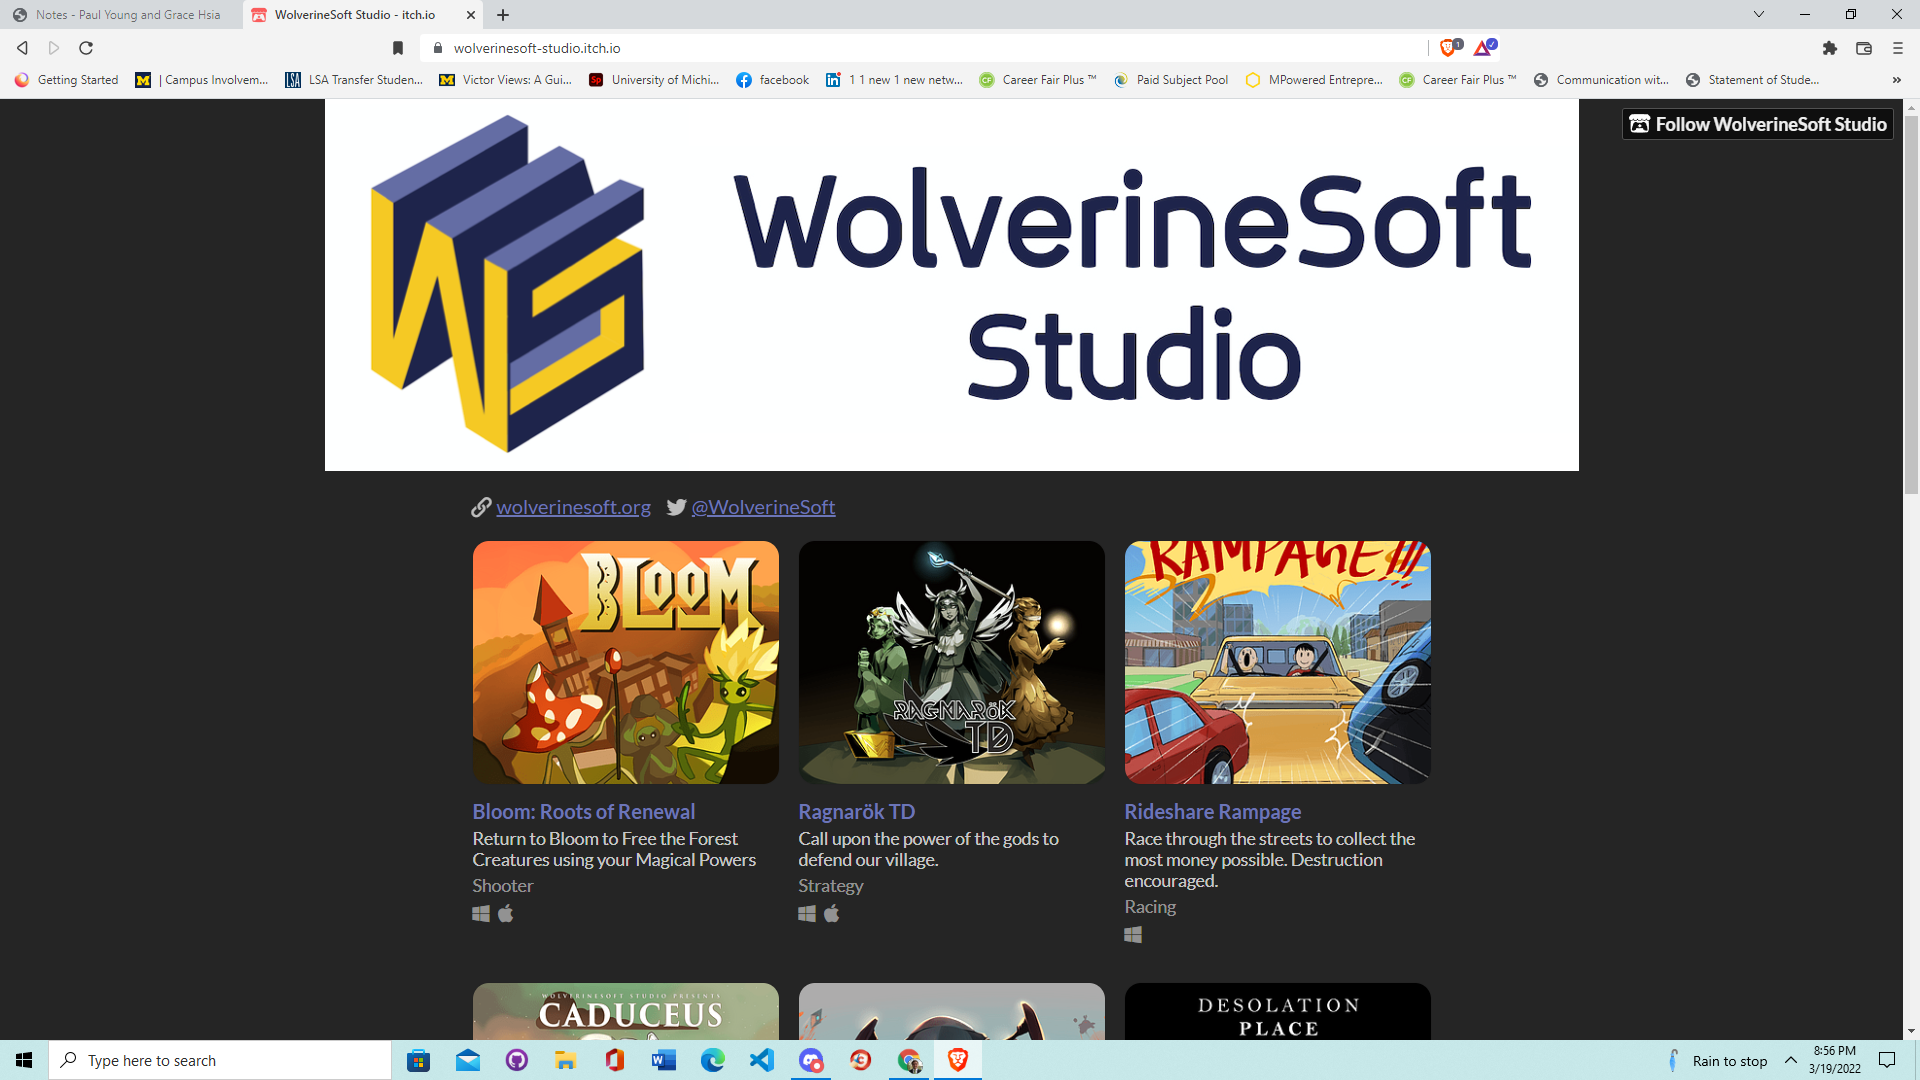 Notes - Paul Young and Grace Hsia
WolverineSoft Studio - itch.io
wolverinesoft-studio.itch.io
1
Getting Started
| Campus Involvem...
LSA
LSA Transfer Studen...
Victor Views: A Gui...
Sp
University of Michi...
facebook
1 1 new 1 new netw...
CF
Career Fair Plus ™
Paid Subject Pool
MPowered Entrepre...
CF
Career Fair Plus ™
Communication wit...
Statement of Stude...
»
Follow WolverineSoft Studio
WS
WolverineSoft
Studio
wolverinesoft.org
@WolverineSoft
BLOOM
RAGNARÖK
TD
RAMPAGE!!!
Bloom: Roots of Renewal
Return to Bloom to Free the Forest
Creatures using your Magical Powers
Shooter
Ragnarök TD
Call upon the power of the gods to
defend our village.
Strategy
Rideshare Rampage
Race through the streets to collect the
most money possible. Destruction
encouraged.
Racing
WOLVERINESOFT STUDIO PRESENTS
CADUCEUS
DESOLATION
PLACE
Type here to search
Rain to stop
8:56 PM
3/19/2022